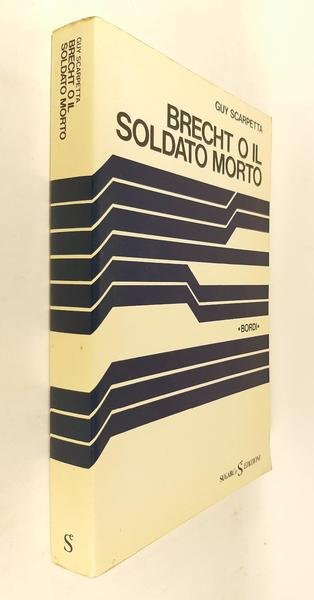 GUY SCARPETTA
BRECHT O IL
SOLDATO MORTO
GUY SCARPETTA
BRECHT O IL
SOLDATO MORTO
•BORDI•
SUGARCo EDIZIONI